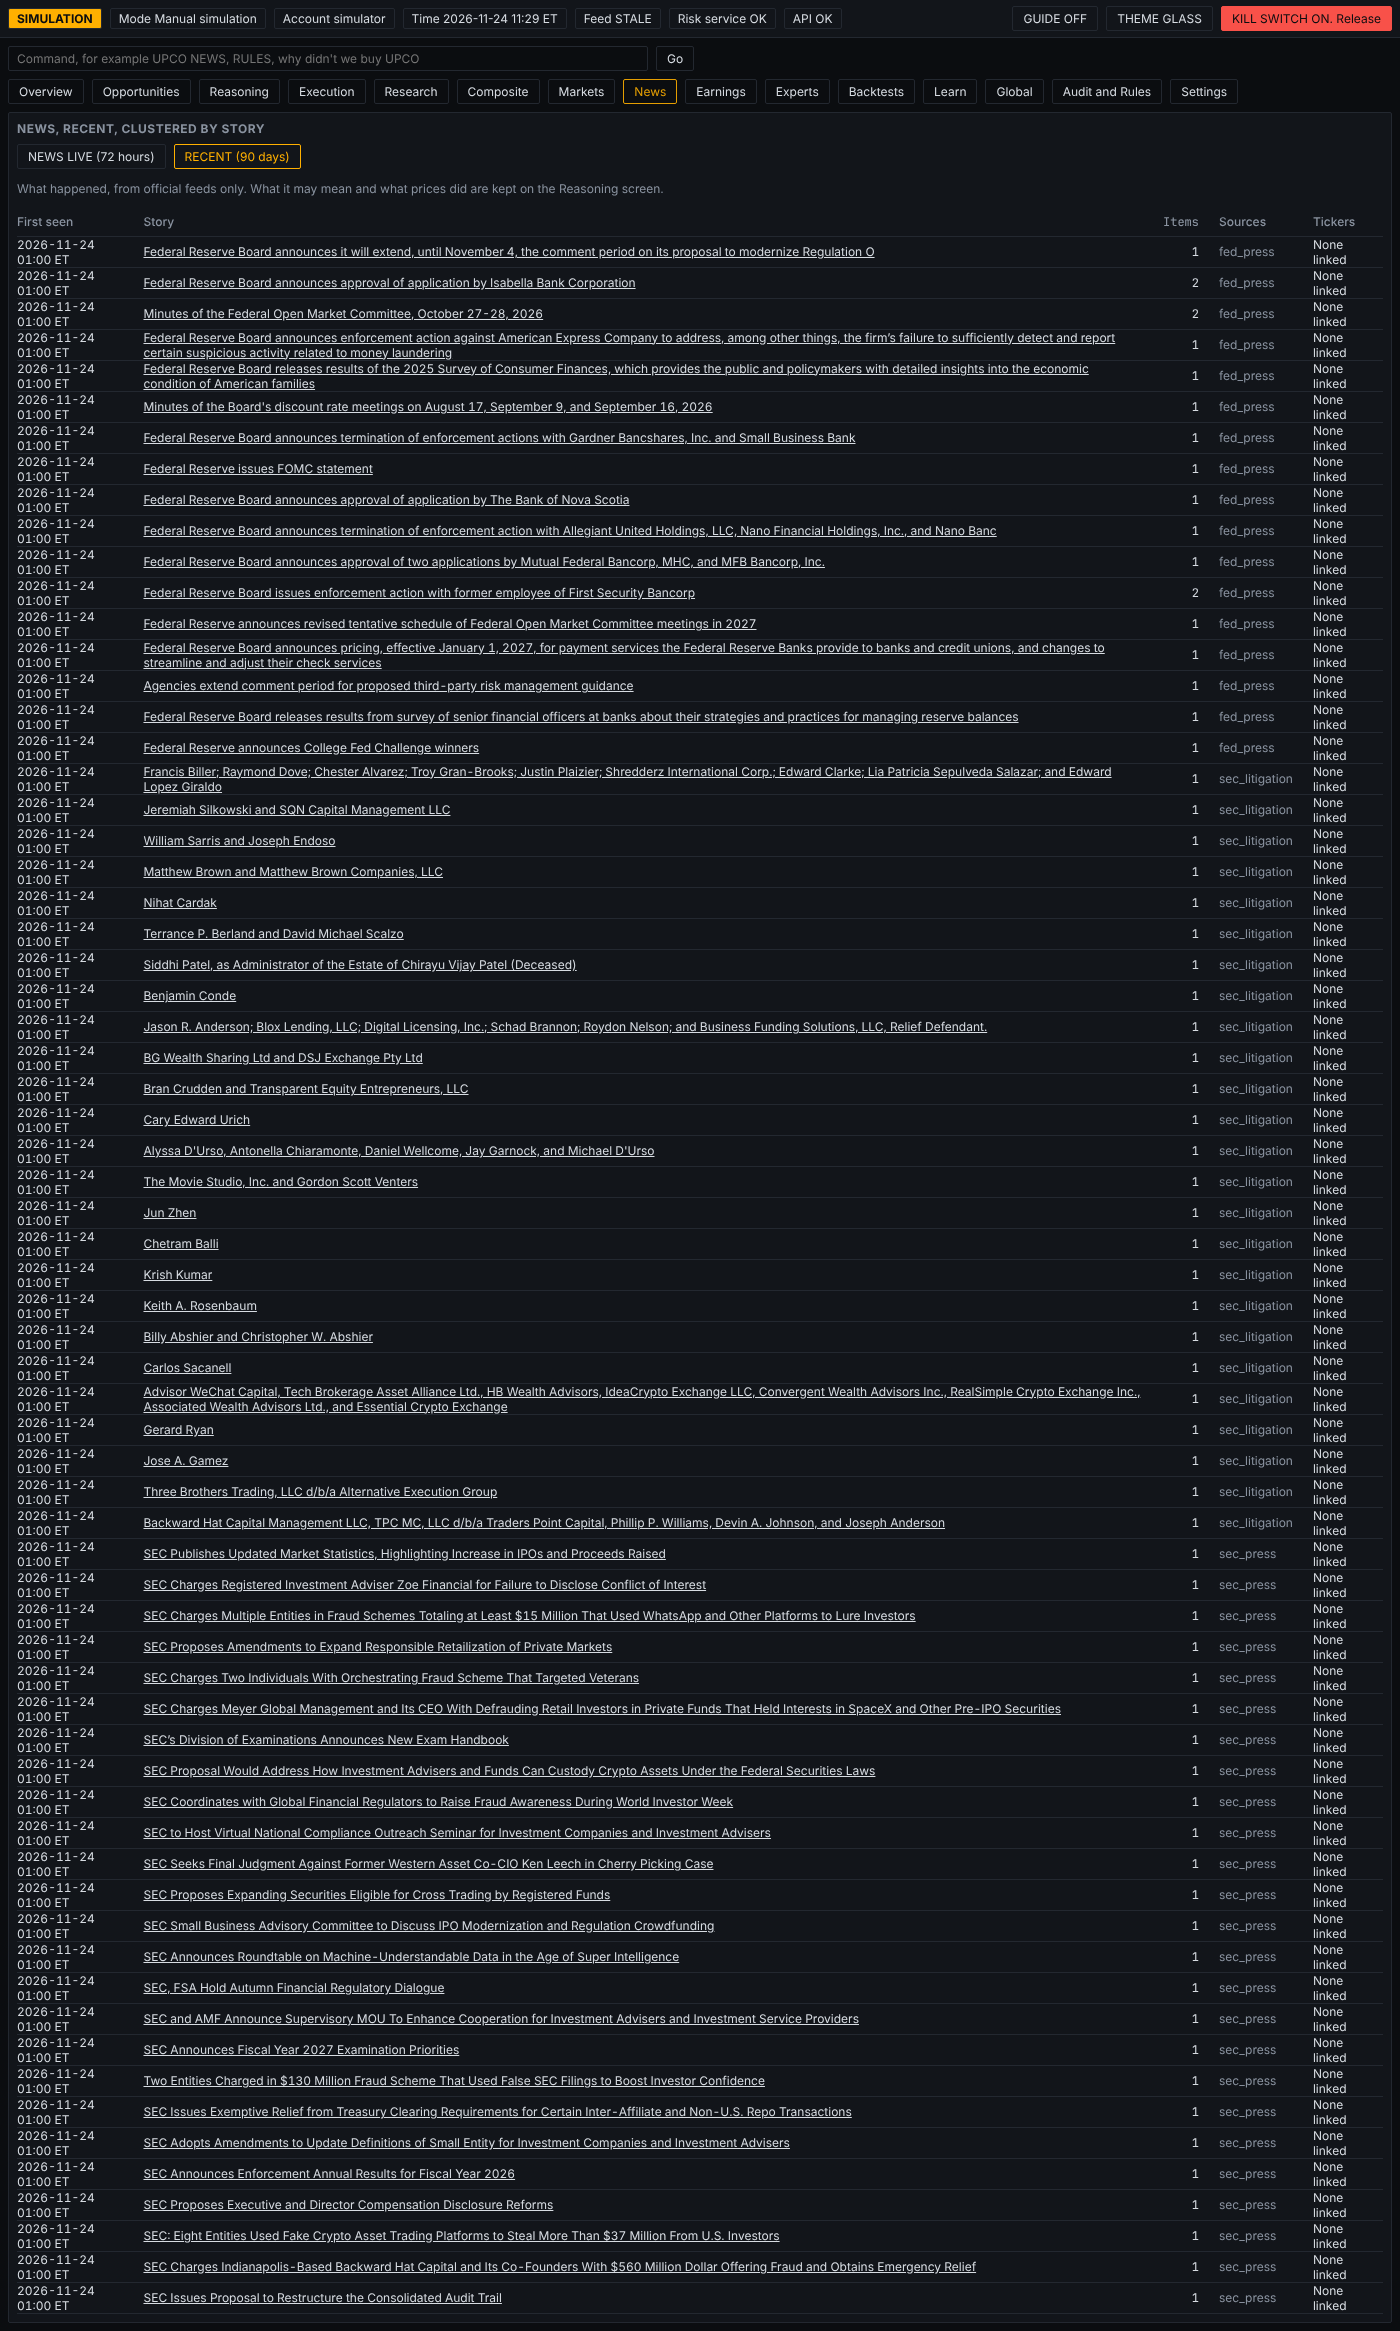 SIMULATION Mode Manual simulation Account simulator Time 2026-11-24 11:29 ET Feed STALE Risk service OK API OK GUIDE OFF THEME GLASS KILL SWITCH ON. Release
Command, for example UPCO NEWS, RULES, why didn't we buy UPCO Go
Overview Opportunities Reasoning Execution Research Composite Markets News Earnings Experts Backtests Learn Global Audit and Rules Settings
NEWS, RECENT, CLUSTERED BY STORY
NEWS LIVE (72 hours) RECENT (90 days)
What happened, from official feeds only. What it may mean and what prices did are kept on the Reasoning screen.
First seen Story Items Sources Tickers
2026-11-24 01:00 ET Federal Reserve Board announces it will extend, until November 4, the comment period on its proposal to modernize Regulation O 1 fed_press None linked
2026-11-24 01:00 ET Federal Reserve Board announces approval of application by Isabella Bank Corporation 2 fed_press None linked
2026-11-24 01:00 ET Minutes of the Federal Open Market Committee, October 27-28, 2026 2 fed_press None linked
2026-11-24 01:00 ET Federal Reserve Board announces enforcement action against American Express Company to address, among other things, the firm’s failure to sufficiently detect and report certain suspicious activity related to money laundering 1 fed_press None linked
2026-11-24 01:00 ET Federal Reserve Board releases results of the 2025 Survey of Consumer Finances, which provides the public and policymakers with detailed insights into the economic condition of American families 1 fed_press None linked
2026-11-24 01:00 ET Minutes of the Board's discount rate meetings on August 17, September 9, and September 16, 2026 1 fed_press None linked
2026-11-24 01:00 ET Federal Reserve Board announces termination of enforcement actions with Gardner Bancshares, Inc. and Small Business Bank 1 fed_press None linked
2026-11-24 01:00 ET Federal Reserve issues FOMC statement 1 fed_press None linked
2026-11-24 01:00 ET Federal Reserve Board announces approval of application by The Bank of Nova Scotia 1 fed_press None linked
2026-11-24 01:00 ET Federal Reserve Board announces termination of enforcement action with Allegiant United Holdings, LLC, Nano Financial Holdings, Inc., and Nano Banc 1 fed_press None linked
2026-11-24 01:00 ET Federal Reserve Board announces approval of two applications by Mutual Federal Bancorp, MHC, and MFB Bancorp, Inc. 1 fed_press None linked
2026-11-24 01:00 ET Federal Reserve Board issues enforcement action with former employee of First Security Bancorp 2 fed_press None linked
2026-11-24 01:00 ET Federal Reserve announces revised tentative schedule of Federal Open Market Committee meetings in 2027 1 fed_press None linked
2026-11-24 01:00 ET Federal Reserve Board announces pricing, effective January 1, 2027, for payment services the Federal Reserve Banks provide to banks and credit unions, and changes to streamline and adjust their check services 1 fed_press None linked
2026-11-24 01:00 ET Agencies extend comment period for proposed third-party risk management guidance 1 fed_press None linked
2026-11-24 01:00 ET Federal Reserve Board releases results from survey of senior financial officers at banks about their strategies and practices for managing reserve balances 1 fed_press None linked
2026-11-24 01:00 ET Federal Reserve announces College Fed Challenge winners 1 fed_press None linked
2026-11-24 01:00 ET Francis Biller; Raymond Dove; Chester Alvarez; Troy Gran-Brooks; Justin Plaizier; Shredderz International Corp.; Edward Clarke; Lia Patricia Sepulveda Salazar; and Edward Lopez Giraldo 1 sec_litigation None linked
2026-11-24 01:00 ET Jeremiah Silkowski and SQN Capital Management LLC 1 sec_litigation None linked
2026-11-24 01:00 ET William Sarris and Joseph Endoso 1 sec_litigation None linked
2026-11-24 01:00 ET Matthew Brown and Matthew Brown Companies, LLC 1 sec_litigation None linked
2026-11-24 01:00 ET Nihat Cardak 1 sec_litigation None linked
2026-11-24 01:00 ET Terrance P. Berland and David Michael Scalzo 1 sec_litigation None linked
2026-11-24 01:00 ET Siddhi Patel, as Administrator of the Estate of Chirayu Vijay Patel (Deceased) 1 sec_litigation None linked
2026-11-24 01:00 ET Benjamin Conde 1 sec_litigation None linked
2026-11-24 01:00 ET Jason R. Anderson; Blox Lending, LLC; Digital Licensing, Inc.; Schad Brannon; Roydon Nelson; and Business Funding Solutions, LLC, Relief Defendant. 1 sec_litigation None linked
2026-11-24 01:00 ET BG Wealth Sharing Ltd and DSJ Exchange Pty Ltd 1 sec_litigation None linked
2026-11-24 01:00 ET Bran Crudden and Transparent Equity Entrepreneurs, LLC 1 sec_litigation None linked
2026-11-24 01:00 ET Cary Edward Urich 1 sec_litigation None linked
2026-11-24 01:00 ET Alyssa D'Urso, Antonella Chiaramonte, Daniel Wellcome, Jay Garnock, and Michael D'Urso 1 sec_litigation None linked
2026-11-24 01:00 ET The Movie Studio, Inc. and Gordon Scott Venters 1 sec_litigation None linked
2026-11-24 01:00 ET Jun Zhen 1 sec_litigation None linked
2026-11-24 01:00 ET Chetram Balli 1 sec_litigation None linked
2026-11-24 01:00 ET Krish Kumar 1 sec_litigation None linked
2026-11-24 01:00 ET Keith A. Rosenbaum 1 sec_litigation None linked
2026-11-24 01:00 ET Billy Abshier and Christopher W. Abshier 1 sec_litigation None linked
2026-11-24 01:00 ET Carlos Sacanell 1 sec_litigation None linked
2026-11-24 01:00 ET Advisor WeChat Capital, Tech Brokerage Asset Alliance Ltd., HB Wealth Advisors, IdeaCrypto Exchange LLC, Convergent Wealth Advisors Inc., RealSimple Crypto Exchange Inc., Associated Wealth Advisors Ltd., and Essential Crypto Exchange 1 sec_litigation None linked
2026-11-24 01:00 ET Gerard Ryan 1 sec_litigation None linked
2026-11-24 01:00 ET Jose A. Gamez 1 sec_litigation None linked
2026-11-24 01:00 ET Three Brothers Trading, LLC d/b/a Alternative Execution Group 1 sec_litigation None linked
2026-11-24 01:00 ET Backward Hat Capital Management LLC, TPC MC, LLC d/b/a Traders Point Capital, Phillip P. Williams, Devin A. Johnson, and Joseph Anderson 1 sec_litigation None linked
2026-11-24 01:00 ET SEC Publishes Updated Market Statistics, Highlighting Increase in IPOs and Proceeds Raised 1 sec_press None linked
2026-11-24 01:00 ET SEC Charges Registered Investment Adviser Zoe Financial for Failure to Disclose Conflict of Interest 1 sec_press None linked
2026-11-24 01:00 ET SEC Charges Multiple Entities in Fraud Schemes Totaling at Least $15 Million That Used WhatsApp and Other Platforms to Lure Investors 1 sec_press None linked
2026-11-24 01:00 ET SEC Proposes Amendments to Expand Responsible Retailization of Private Markets 1 sec_press None linked
2026-11-24 01:00 ET SEC Charges Two Individuals With Orchestrating Fraud Scheme That Targeted Veterans 1 sec_press None linked
2026-11-24 01:00 ET SEC Charges Meyer Global Management and Its CEO With Defrauding Retail Investors in Private Funds That Held Interests in SpaceX and Other Pre-IPO Securities 1 sec_press None linked
2026-11-24 01:00 ET SEC’s Division of Examinations Announces New Exam Handbook 1 sec_press None linked
2026-11-24 01:00 ET SEC Proposal Would Address How Investment Advisers and Funds Can Custody Crypto Assets Under the Federal Securities Laws 1 sec_press None linked
2026-11-24 01:00 ET SEC Coordinates with Global Financial Regulators to Raise Fraud Awareness During World Investor Week 1 sec_press None linked
2026-11-24 01:00 ET SEC to Host Virtual National Compliance Outreach Seminar for Investment Companies and Investment Advisers 1 sec_press None linked
2026-11-24 01:00 ET SEC Seeks Final Judgment Against Former Western Asset Co-CIO Ken Leech in Cherry Picking Case 1 sec_press None linked
2026-11-24 01:00 ET SEC Proposes Expanding Securities Eligible for Cross Trading by Registered Funds 1 sec_press None linked
2026-11-24 01:00 ET SEC Small Business Advisory Committee to Discuss IPO Modernization and Regulation Crowdfunding 1 sec_press None linked
2026-11-24 01:00 ET SEC Announces Roundtable on Machine-Understandable Data in the Age of Super Intelligence 1 sec_press None linked
2026-11-24 01:00 ET SEC, FSA Hold Autumn Financial Regulatory Dialogue 1 sec_press None linked
2026-11-24 01:00 ET SEC and AMF Announce Supervisory MOU To Enhance Cooperation for Investment Advisers and Investment Service Providers 1 sec_press None linked
2026-11-24 01:00 ET SEC Announces Fiscal Year 2027 Examination Priorities 1 sec_press None linked
2026-11-24 01:00 ET Two Entities Charged in $130 Million Fraud Scheme That Used False SEC Filings to Boost Investor Confidence 1 sec_press None linked
2026-11-24 01:00 ET SEC Issues Exemptive Relief from Treasury Clearing Requirements for Certain Inter-Affiliate and Non-U.S. Repo Transactions 1 sec_press None linked
2026-11-24 01:00 ET SEC Adopts Amendments to Update Definitions of Small Entity for Investment Companies and Investment Advisers 1 sec_press None linked
2026-11-24 01:00 ET SEC Announces Enforcement Annual Results for Fiscal Year 2026 1 sec_press None linked
2026-11-24 01:00 ET SEC Proposes Executive and Director Compensation Disclosure Reforms 1 sec_press None linked
2026-11-24 01:00 ET SEC: Eight Entities Used Fake Crypto Asset Trading Platforms to Steal More Than $37 Million From U.S. Investors 1 sec_press None linked
2026-11-24 01:00 ET SEC Charges Indianapolis-Based Backward Hat Capital and Its Co-Founders With $560 Million Dollar Offering Fraud and Obtains Emergency Relief 1 sec_press None linked
2026-11-24 01:00 ET SEC Issues Proposal to Restructure the Consolidated Audit Trail 1 sec_press None linked